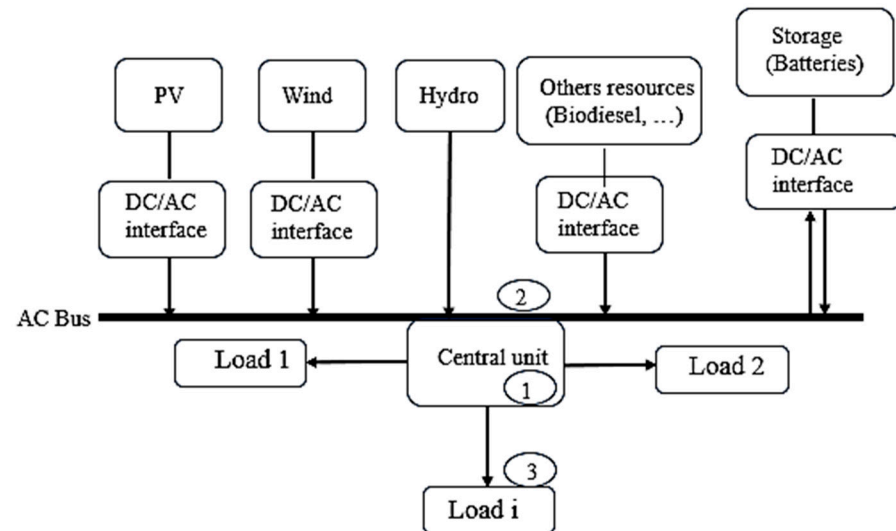 Storage
(Batteries)
PV
Wind
Hydro
Others resources
(Biodiesel, ...)
DC/AC
interface
DC/AC
interface
DC/AC
interface
DC/AC
interface
2
AC Bus
Load 1
Central unit
1
Load 2
3
Load i